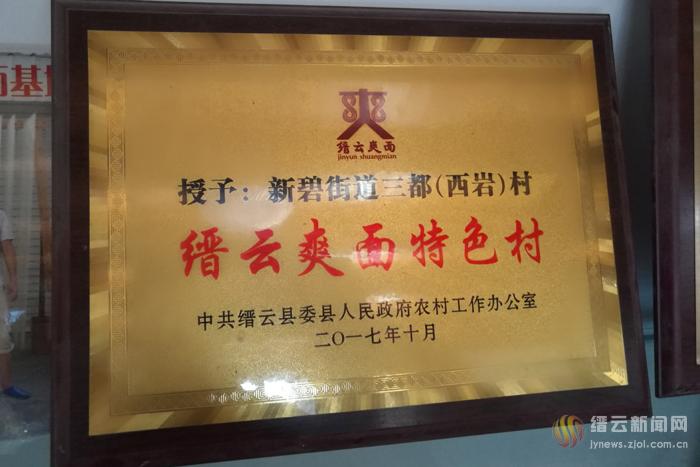 缙云爽面
jinyun shuangmian
授予：新碧街道三都(西岩)村
缙云爽面特色村
中共缙云县委县人民政府农村工作办公室
二〇一七年十月
缙云新闻网
jynews.zjol.com.cn